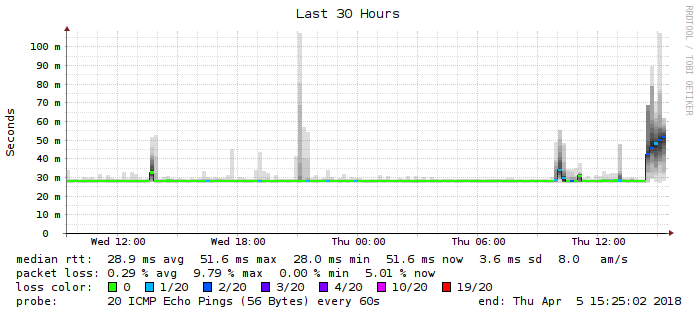 Last 30 Hours
RRDTOOL / TOBI OETIKER
Seconds
100 m
90 m
80 m
70 m
60 m
50 m
40 m
30 m
20 m
10 m
0
Wed 12:00 Wed 18:00 Thu 00:00 Thu 06:00 Thu 12:00
median rtt: 28.9 ms avg 51.6 ms max 28.0 ms min 51.6 ms now 3.6 ms sd 8.0 am/s
packet loss: 0.29 % avg 9.79 % max 0.00 % min 5.01 % now
loss color: 0 1/20 2/20 3/20 4/20 10/20 19/20
probe: 20 ICMP Echo Pings (56 Bytes) every 60s end: Thu Apr 5 15:25:02 2018